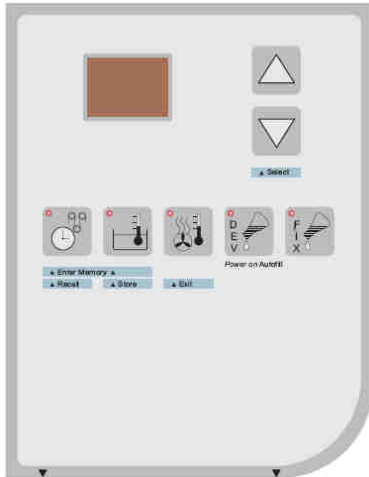 ▲ Select
D
E
V
F
I
X
▲ Enter Memory ▲
Power on Autofill
▲ Recall
▲ Store
▲ Exit